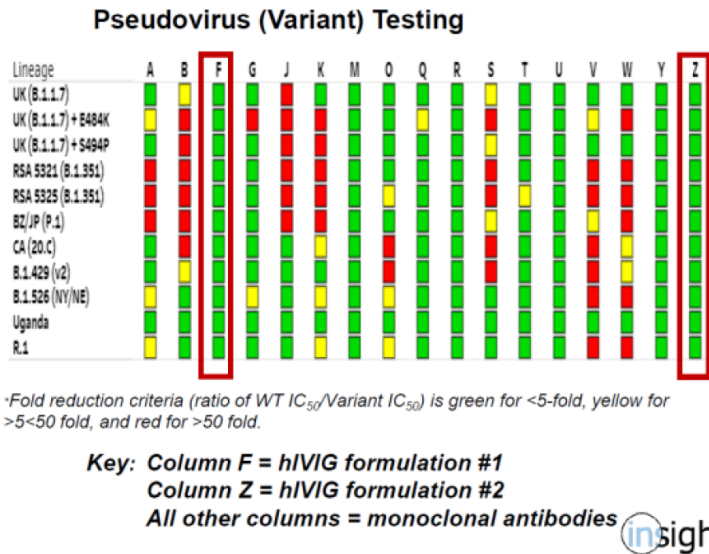 Pseudovirus (Variant) Testing
Lineage A B F G J K M O Q R S T U V W Y Z
UK (B.1.1.7)
UK (B.1.1.7) + E484K
UK (B.1.1.7) + S494P
RSA 5321 (B.1.351)
RSA 5325 (B.1.351)
BZ/JP (P.1)
CA (20.C)
B.1.429 (v2)
B.1.526 (NY/NE)
Uganda
R.1
*Fold reduction criteria (ratio of WT IC50/Variant IC50) is green for <5-fold, yellow for
>5<50 fold, and red for >50 fold.
Key: Column F = hIVIG formulation #1
Column Z = hIVIG formulation #2
All other columns = monoclonal antibodies
insigh